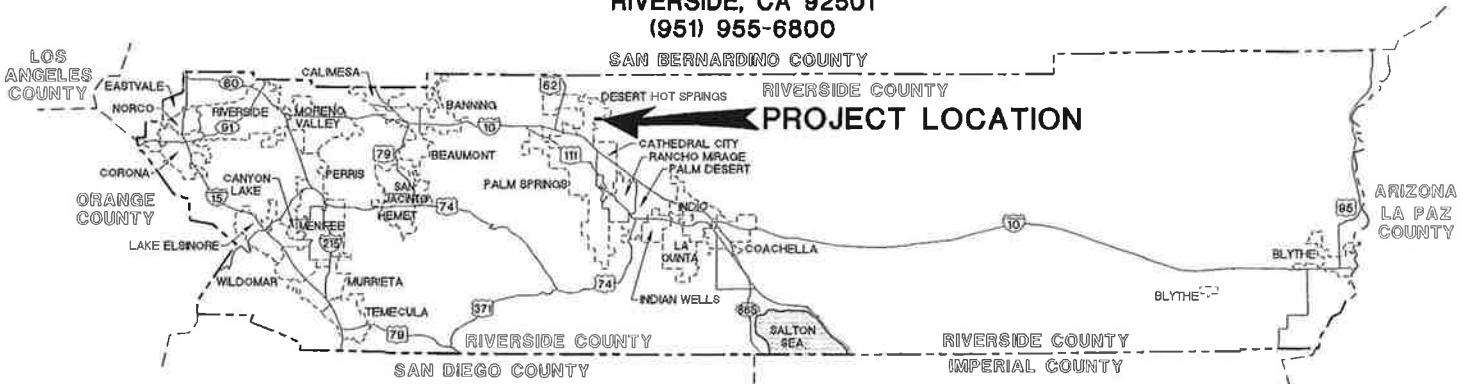 RIVERSIDE, CA 92501
(951) 955-6800
SAN BERNARDINO COUNTY
LOS
ANGELES
COUNTY
EASTVALE
NORCO
60
CALIMESA
RIVERSIDE
91
MORENO
VALLEY
BANNING
62
DESERT HOT SPRINGS
RIVERSIDE COUNTY
PROJECT LOCATION
10
79
BEAUMONT
111
CATHEDRAL CITY
RANCHO MIRAGE
PALM DESERT
CORONA
CANYON
LAKE
PERRIS
SAN
JACINTO
HEMET
74
PALM SPRINGS
ORANGE
COUNTY
15
MENIFEE
215
LAKE ELSINORE
INDIO
LA
QUINTA
COACHELLA
10
95
ARIZONA
LA PAZ
COUNTY
BLYTHE
WILDOMAR
MURRIETA
TEMECULA
79
371
74
INDIAN WELLS
86S
SALTON
SEA
BLYTHE
RIVERSIDE COUNTY
SAN DIEGO COUNTY
RIVERSIDE COUNTY
IMPERIAL COUNTY